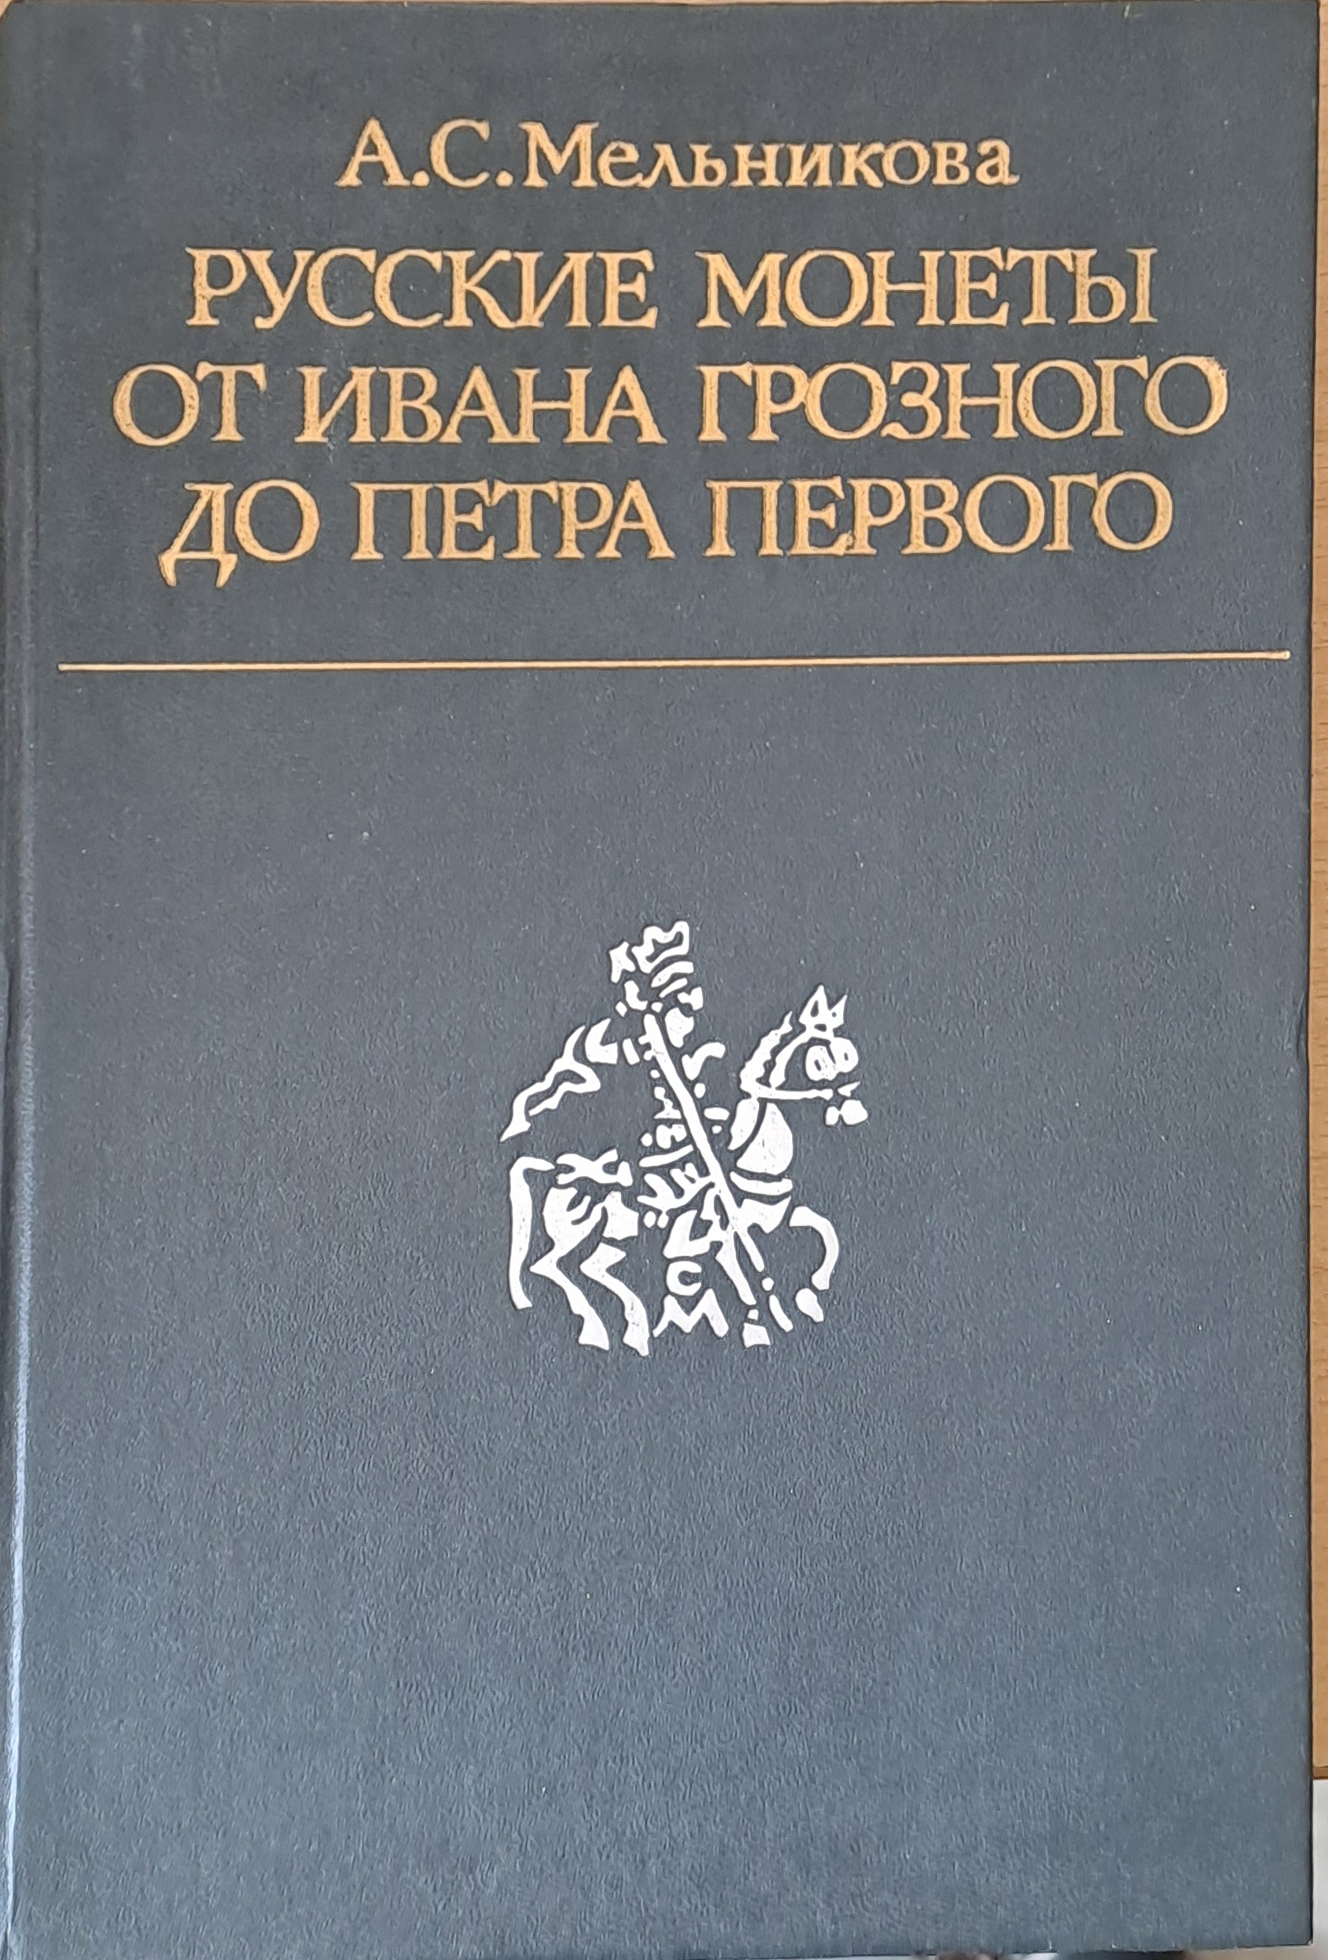 А.С.Мельникова
РУССКИЕ МОНЕТЫ
ОТ ИВАНА ГРОЗНОГО
ДО ПЕТРА ПЕРВОГО
С
М